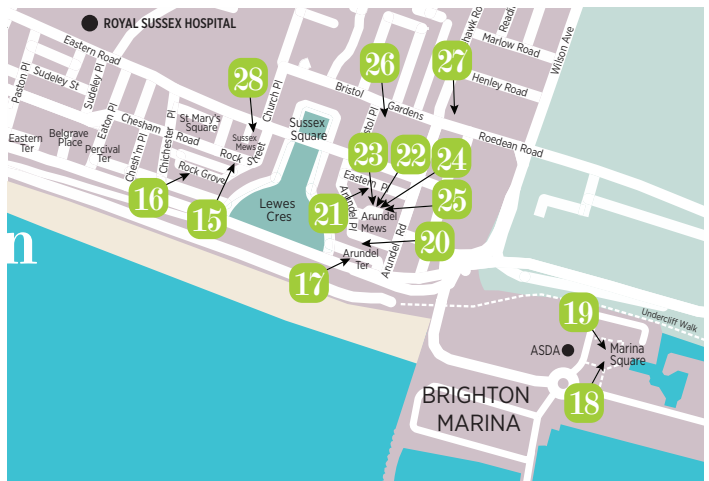 ROYAL SUSSEX HOSPITAL
Eastern Road
Paston Pl
Sudeley St
Sudeley Pl
Eaton Pl
Eastern
Ter
Belgrave
Place
Percival
Ter
Chesham Road
Chesh'm Pl
Chichester Pl
St Mary's
Square
Sussex
Mews
Rock Street
Rock Grove
Church Pl
28
16
15
Sussex
Square
Lewes
Cres
Bristol Gardens
26
27
Marlow Road
Henley Road
Wilson Ave
Roedean Road
23
22
24
25
21
Eastern Pl
Arundel Pl
Arundel
Mews
Arundel Rd
20
17
Arundel
Ter
n
19
18
ASDA
Marina
Square
Undercliff Walk
BRIGHTON
MARINA